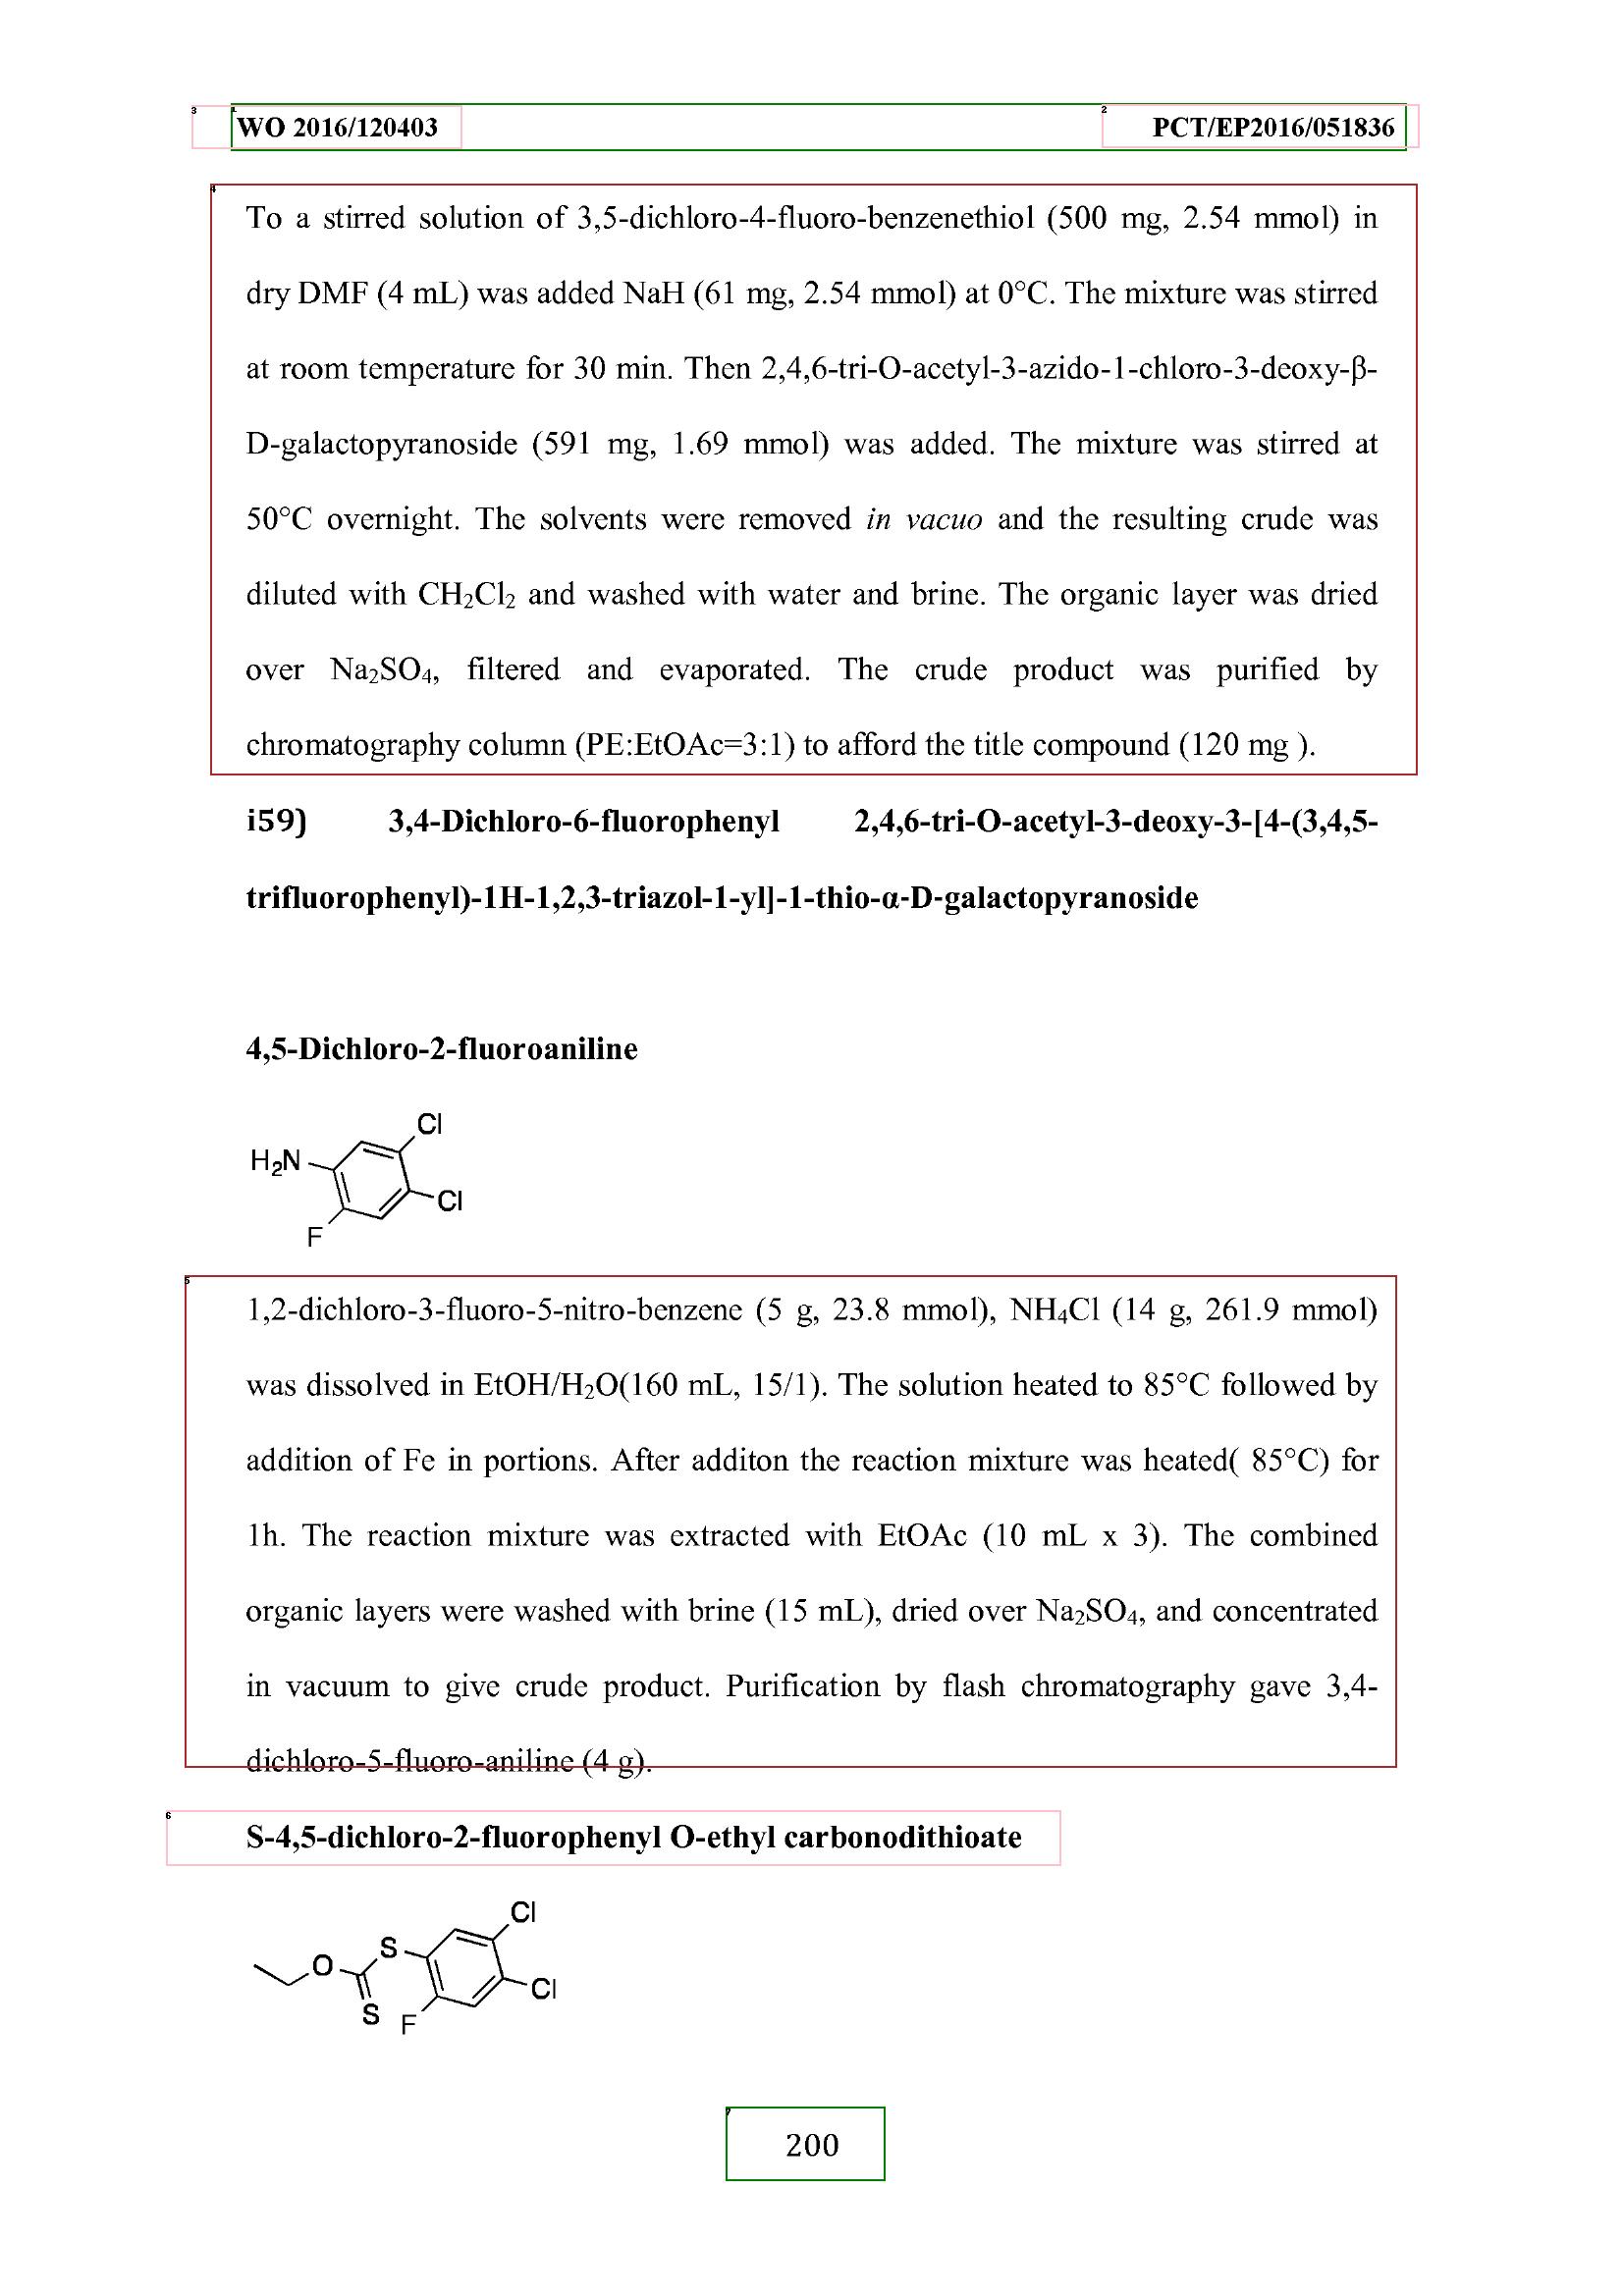 WO 2016/120403 PCT/EP2016/051836
To a stirred solution of 3,5-dichloro-4-fluoro-benzenethiol (500 mg, 2.54 mmol) in
dry DMF (4 mL) was added NaH (61 mg, 2.54 mmol) at 0°C. The mixture was stirred
at room temperature for 30 min. Then 2,4,6-tri-O-acetyl-3-azido-1-chloro-3-deoxy-β-
D-galactopyranoside (591 mg, 1.69 mmol) was added. The mixture was stirred at
50°C overnight. The solvents were removed in vacuo and the resulting crude was
diluted with CH₂Cl₂ and washed with water and brine. The organic layer was dried
over Na₂SO₄, filtered and evaporated. The crude product was purified by
chromatography column (PE:EtOAc=3:1) to afford the title compound (120 mg ).
i59) 3,4-Dichloro-6-fluorophenyl 2,4,6-tri-O-acetyl-3-deoxy-3-[4-(3,4,5-
trifluorophenyl)-1H-1,2,3-triazol-1-yl]-1-thio-α-D-galactopyranoside
4,5-Dichloro-2-fluoroaniline
Cl
H₂N
Cl
F
1,2-dichloro-3-fluoro-5-nitro-benzene (5 g, 23.8 mmol), NH₄Cl (14 g, 261.9 mmol)
was dissolved in EtOH/H₂O(160 mL, 15/1). The solution heated to 85°C followed by
addition of Fe in portions. After additon the reaction mixture was heated( 85°C) for
1h. The reaction mixture was extracted with EtOAc (10 mL x 3). The combined
organic layers were washed with brine (15 mL), dried over Na₂SO₄, and concentrated
in vacuum to give crude product. Purification by flash chromatography gave 3,4-
dichloro-5-fluoro-aniline (4 g).
S-4,5-dichloro-2-fluorophenyl O-ethyl carbonodithioate
Cl
S
O
Cl
S
F
200